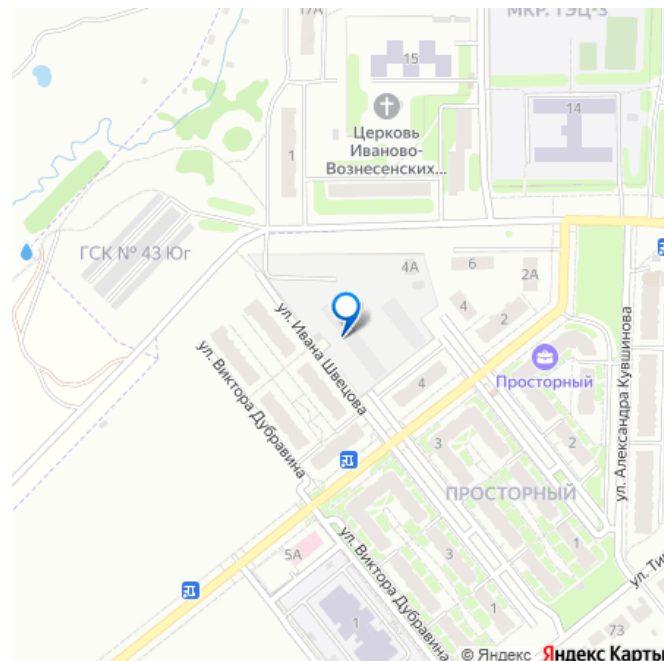 МКР. ТЭЦ-3
17А
15
14
Церковь
Иваново-
Вознесенских...
1
ГСК № 43 Юг
4А
6
2А
4
2
ул. Ивана Швецова
ул. Виктора Дубравина
4
Просторный
ул. Александра Кувшинова
3
2
ПРОСТОРНЫЙ
5А
3
1
ул. Виктора Дубравина
1
1
73
© Яндекс Яндекс Карты